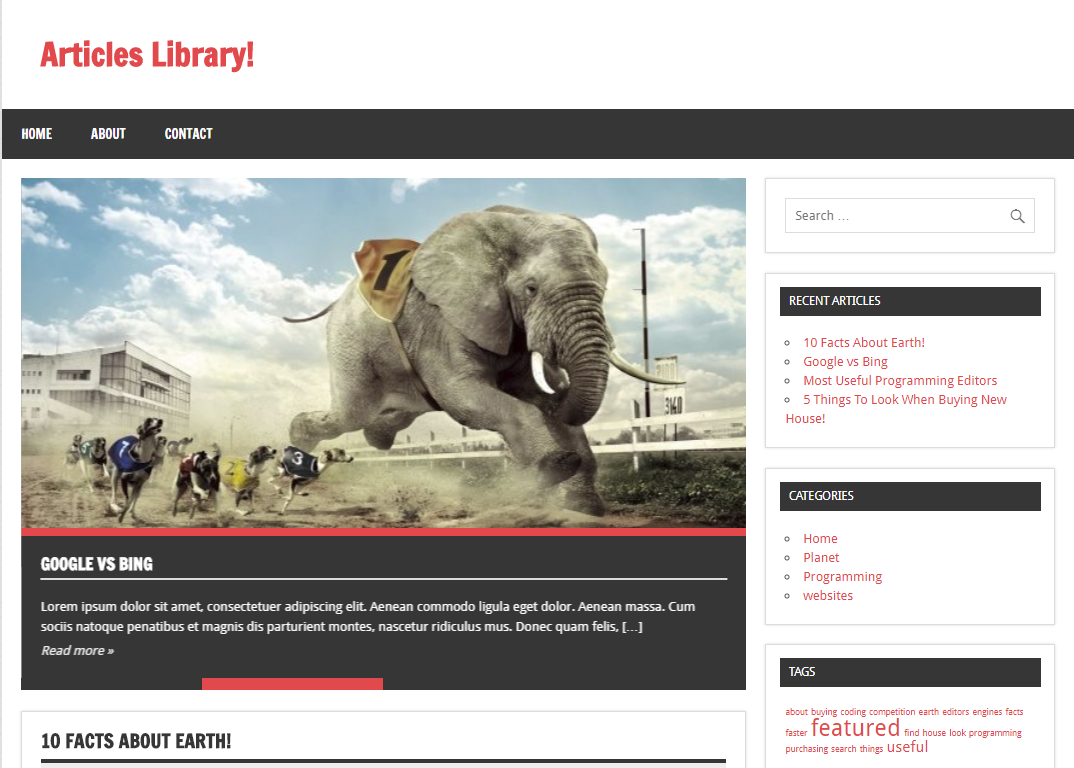 Articles Library!
HOME ABOUT CONTACT
Search …
1
3140
1
2
3
GOOGLE VS BING
Lorem ipsum dolor sit amet, consectetuer adipiscing elit. Aenean commodo ligula eget dolor. Aenean massa. Cum
sociis natoque penatibus et magnis dis parturient montes, nascetur ridiculus mus. Donec quam felis, [...]
Read more »
10 FACTS ABOUT EARTH!
RECENT ARTICLES
10 Facts About Earth!
Google vs Bing
Most Useful Programming Editors
5 Things To Look When Buying New
House!
CATEGORIES
Home
Planet
Programming
websites
TAGS
about buying coding competition earth editors engines facts
faster featured find house look programming
purchasing search things useful